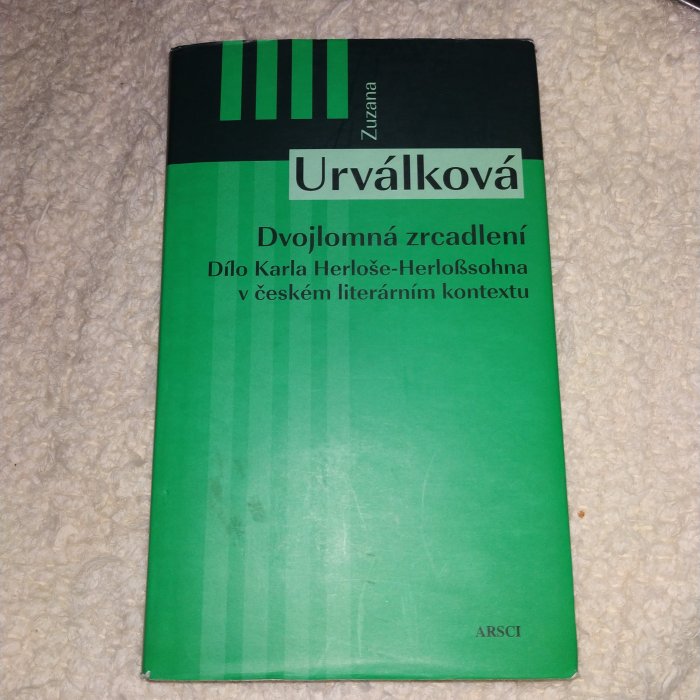 Zuzana
Urválková
Dvojlomná zrcadlení
Dílo Karla Herloše-Herloßsohna
v českém literárním kontextu
ARSCI